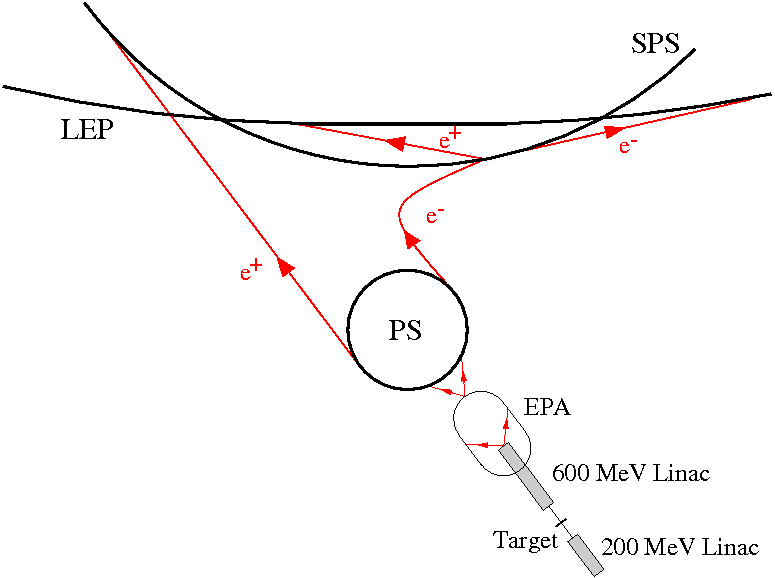 SPS
LEP
e+
e-
e-
e+
PS
EPA
600 MeV Linac
Target
200 MeV Linac